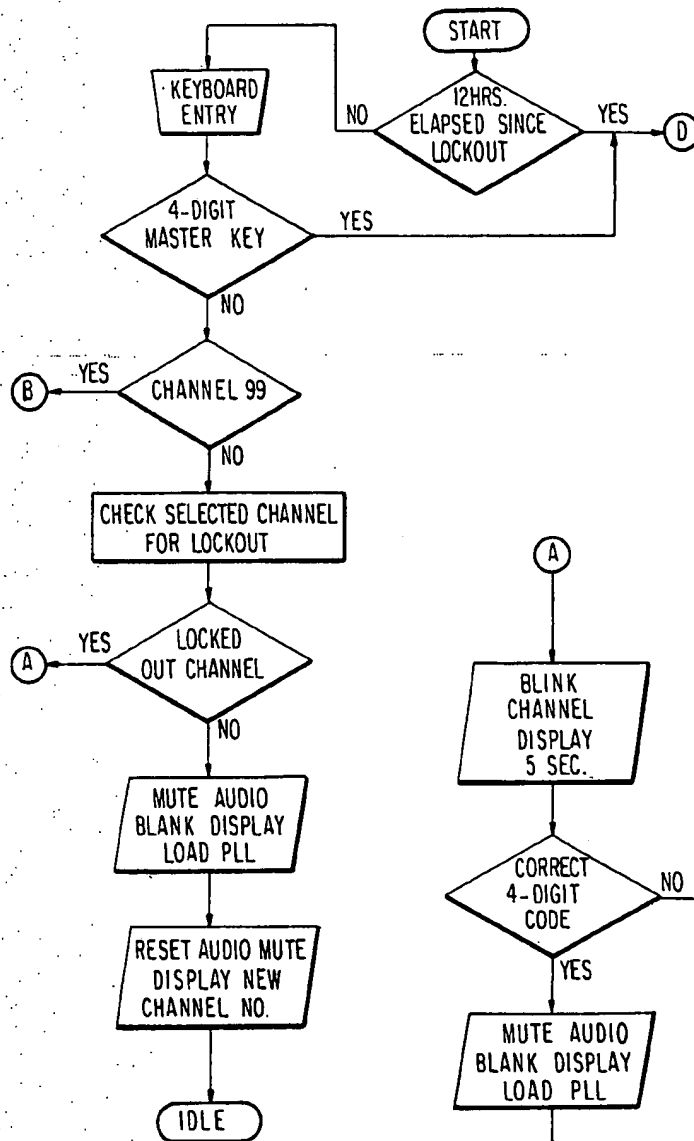 START
12HRS.
ELAPSED SINCE
LOCKOUT
NO
YES
D
KEYBOARD
ENTRY
4-DIGIT
MASTER KEY
YES
NO
CHANNEL 99
YES
B
NO
CHECK SELECTED CHANNEL
FOR LOCKOUT
LOCKED
OUT CHANNEL
YES
A
NO
MUTE AUDIO
BLANK DISPLAY
LOAD PLL
RESET AUDIO MUTE
DISPLAY NEW
CHANNEL NO.
IDLE
A
BLINK
CHANNEL
DISPLAY
5 SEC.
CORRECT
4-DIGIT
CODE
NO
YES
MUTE AUDIO
BLANK DISPLAY
LOAD PLL